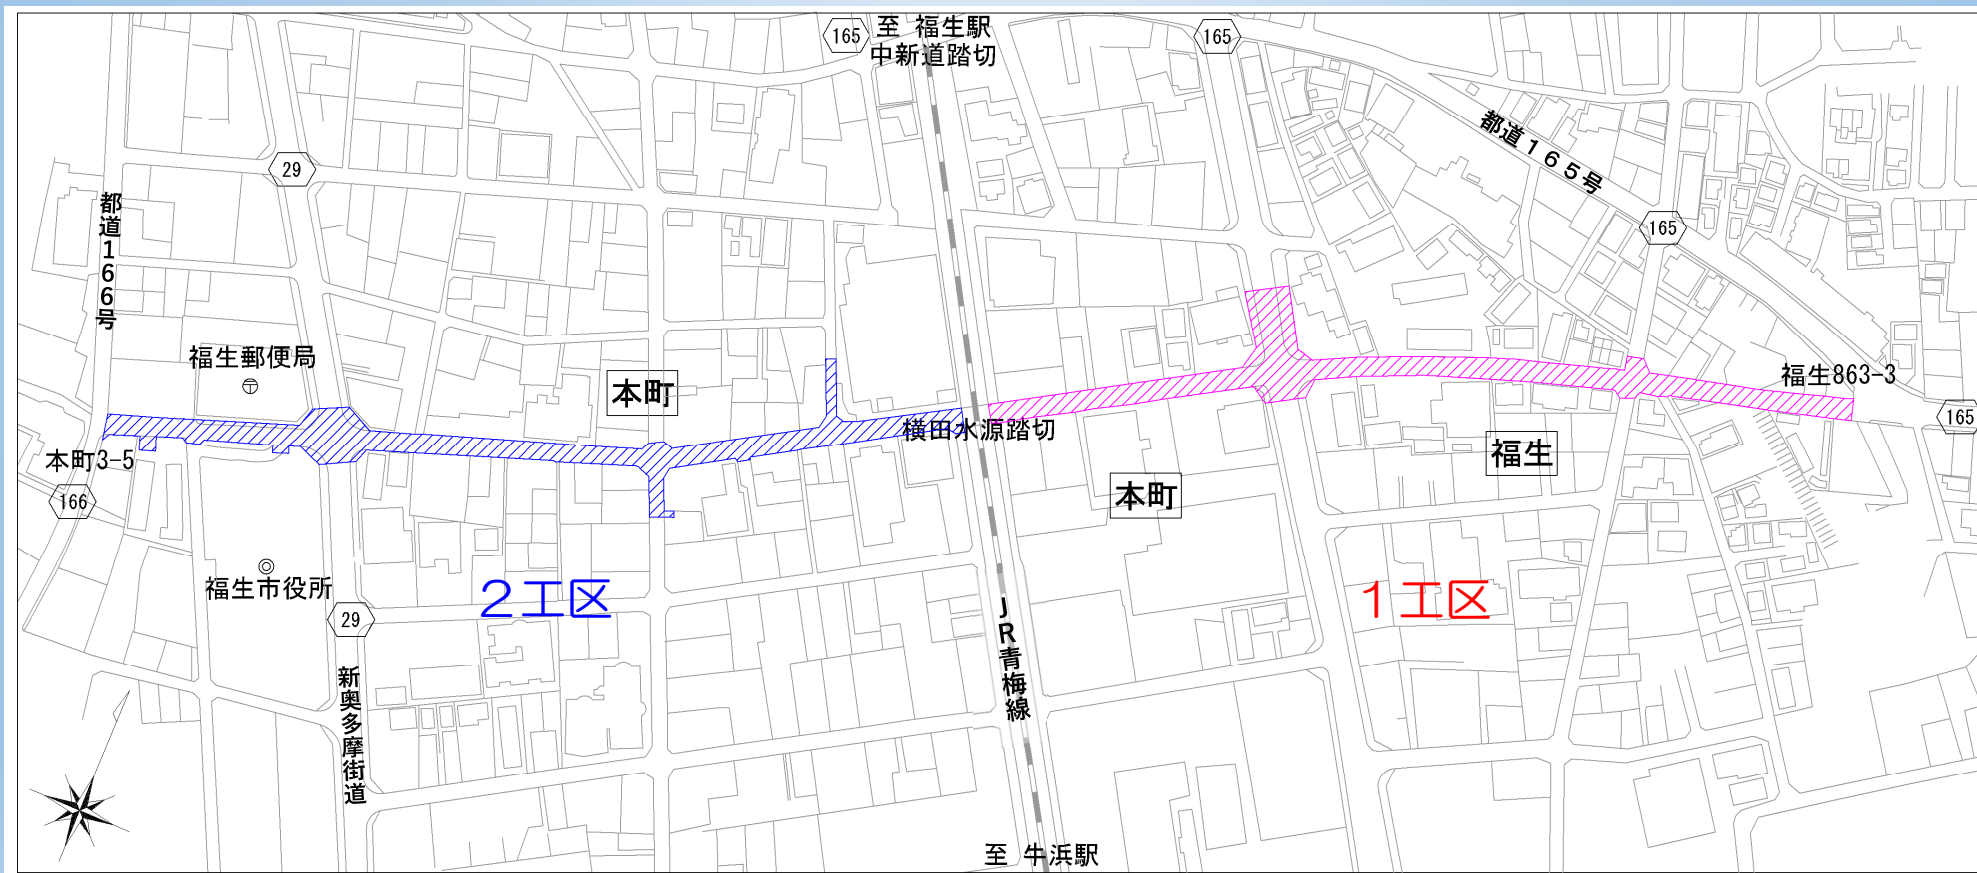 165
至 福生駅
中新道踏切
165
都道165号
29
都道166号
165
福生郵便局
本町
福生863-3
165
横田水源踏切
本町3-5
166
本町
福生
福生市役所
2工区
1工区
29
JR青梅線
新奥多摩街道
至 牛浜駅